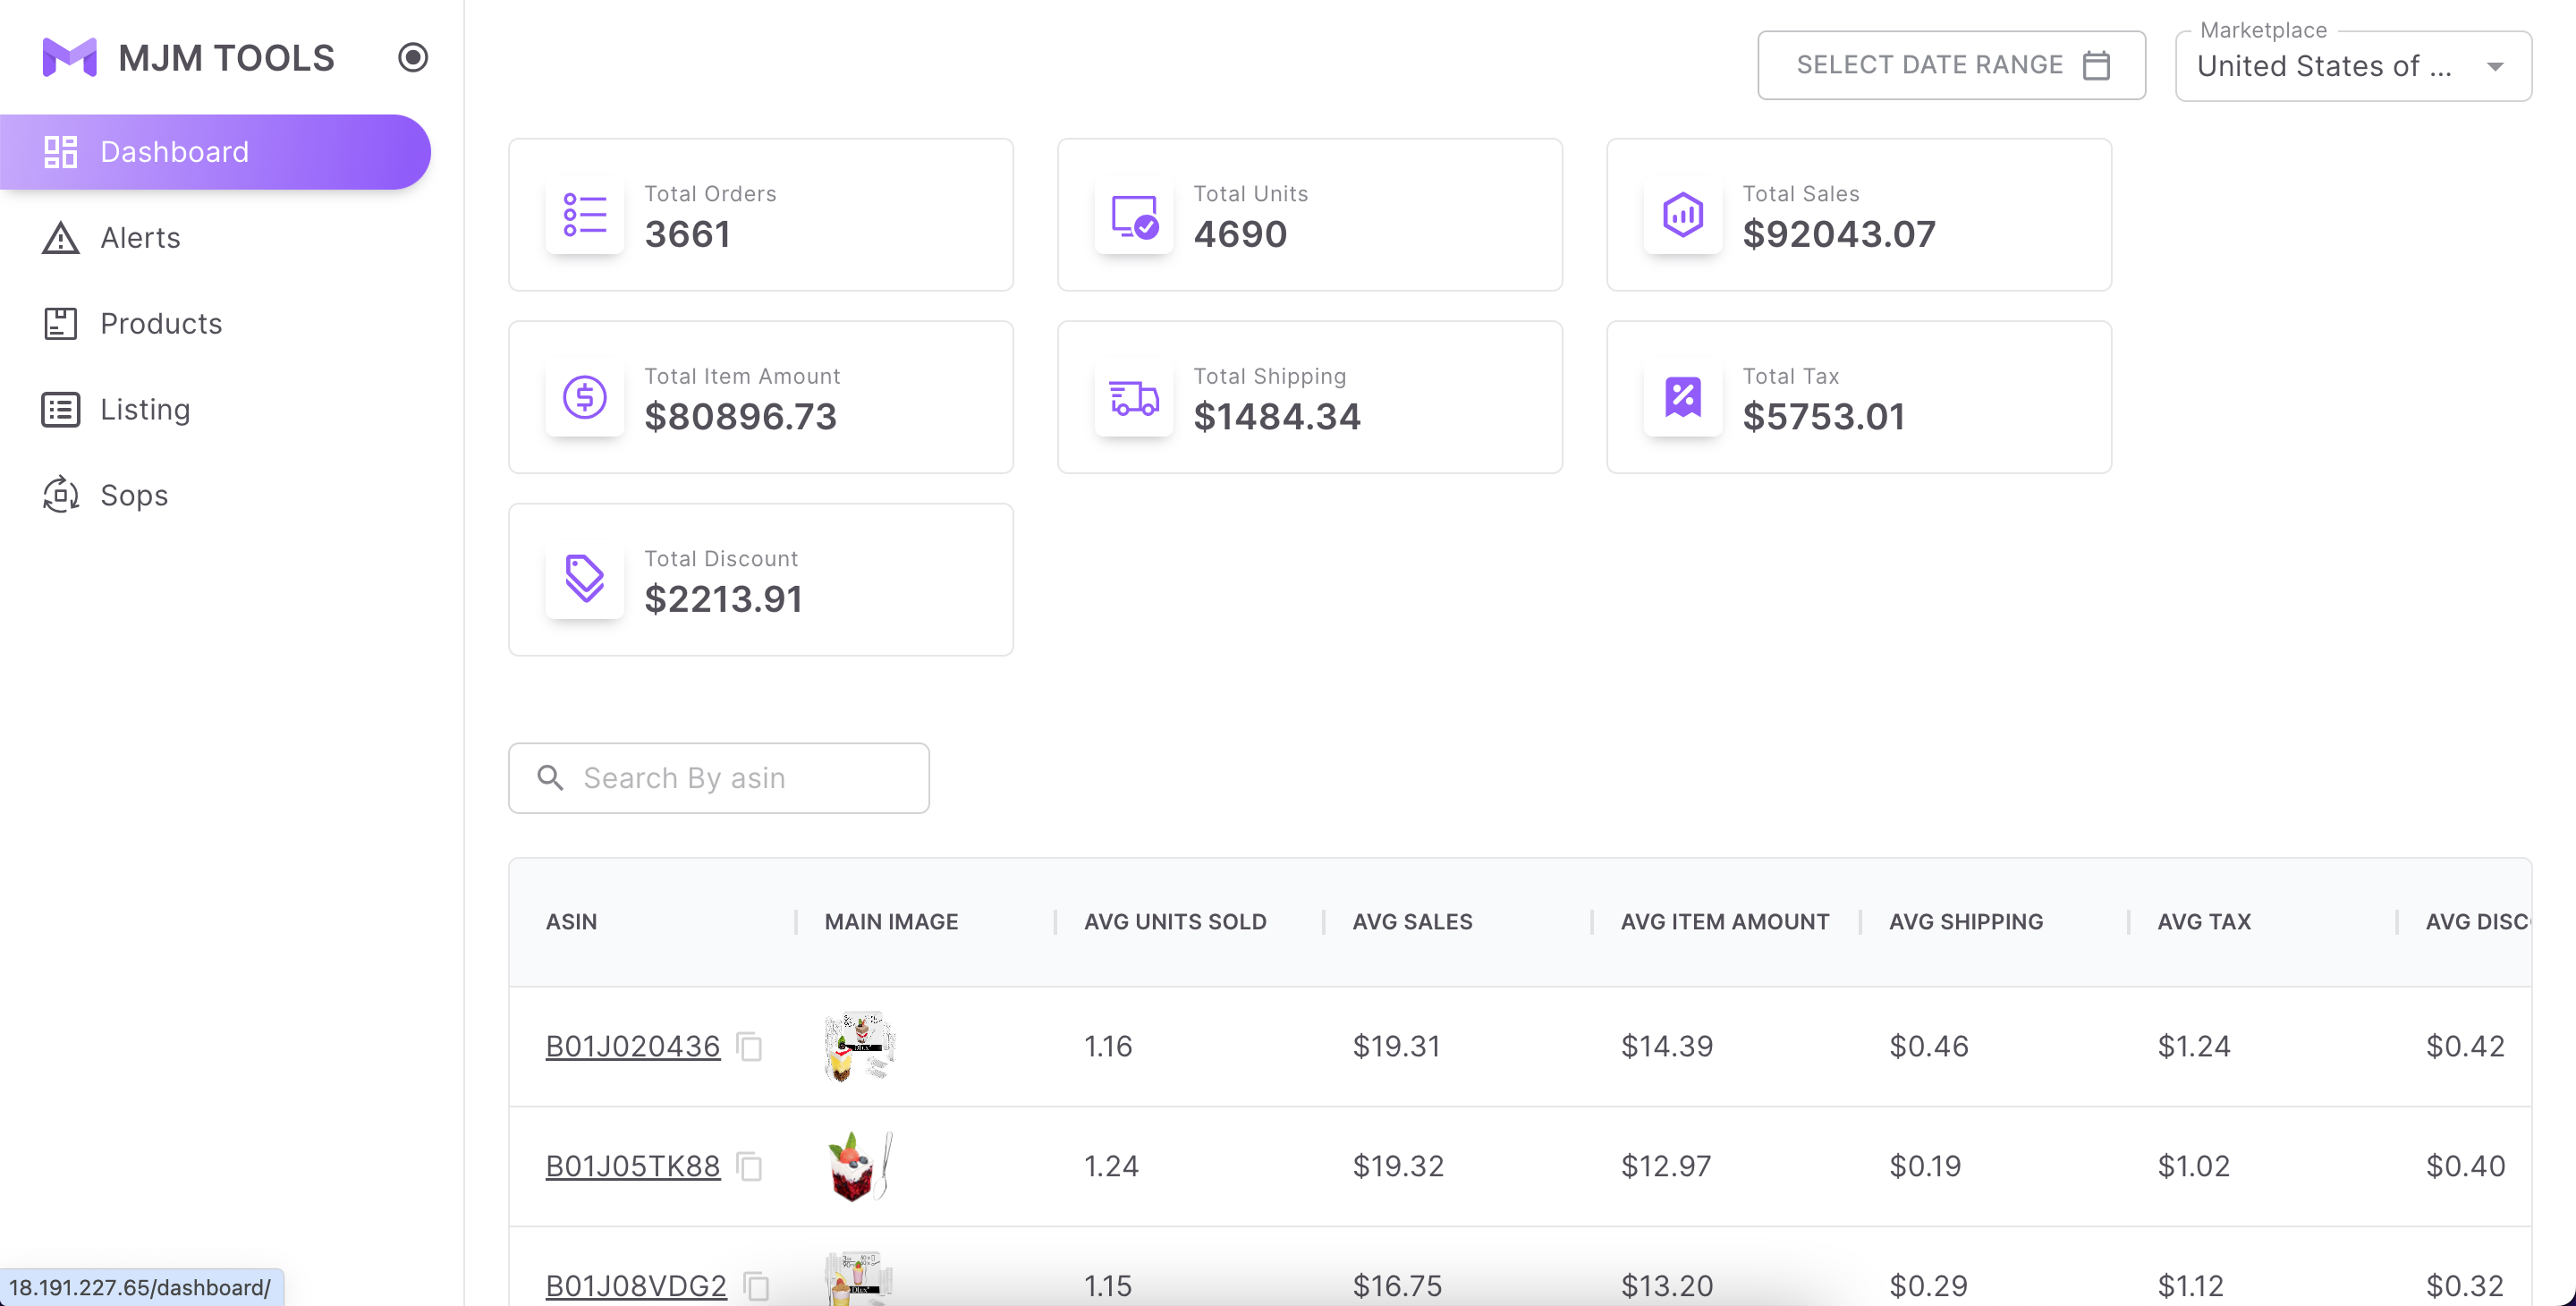 MJM TOOLS
Dashboard
Alerts
Products
Listing
Sops
SELECT DATE RANGE
Marketplace
United States of ...
Total Orders
3661
Total Units
4690
Total Sales
$92043.07
Total Item Amount
$80896.73
Total Shipping
$1484.34
Total Tax
$5753.01
Total Discount
$2213.91
Search By asin
ASIN MAIN IMAGE AVG UNITS SOLD AVG SALES AVG ITEM AMOUNT AVG SHIPPING AVG TAX AVG DISC
B01J020436 1.16 $19.31 $14.39 $0.46 $1.24 $0.42
B01J05TK88 1.24 $19.32 $12.97 $0.19 $1.02 $0.40
B01J08VDG2 1.15 $16.75 $13.20 $0.29 $1.12 $0.32
18.191.227.65/dashboard/